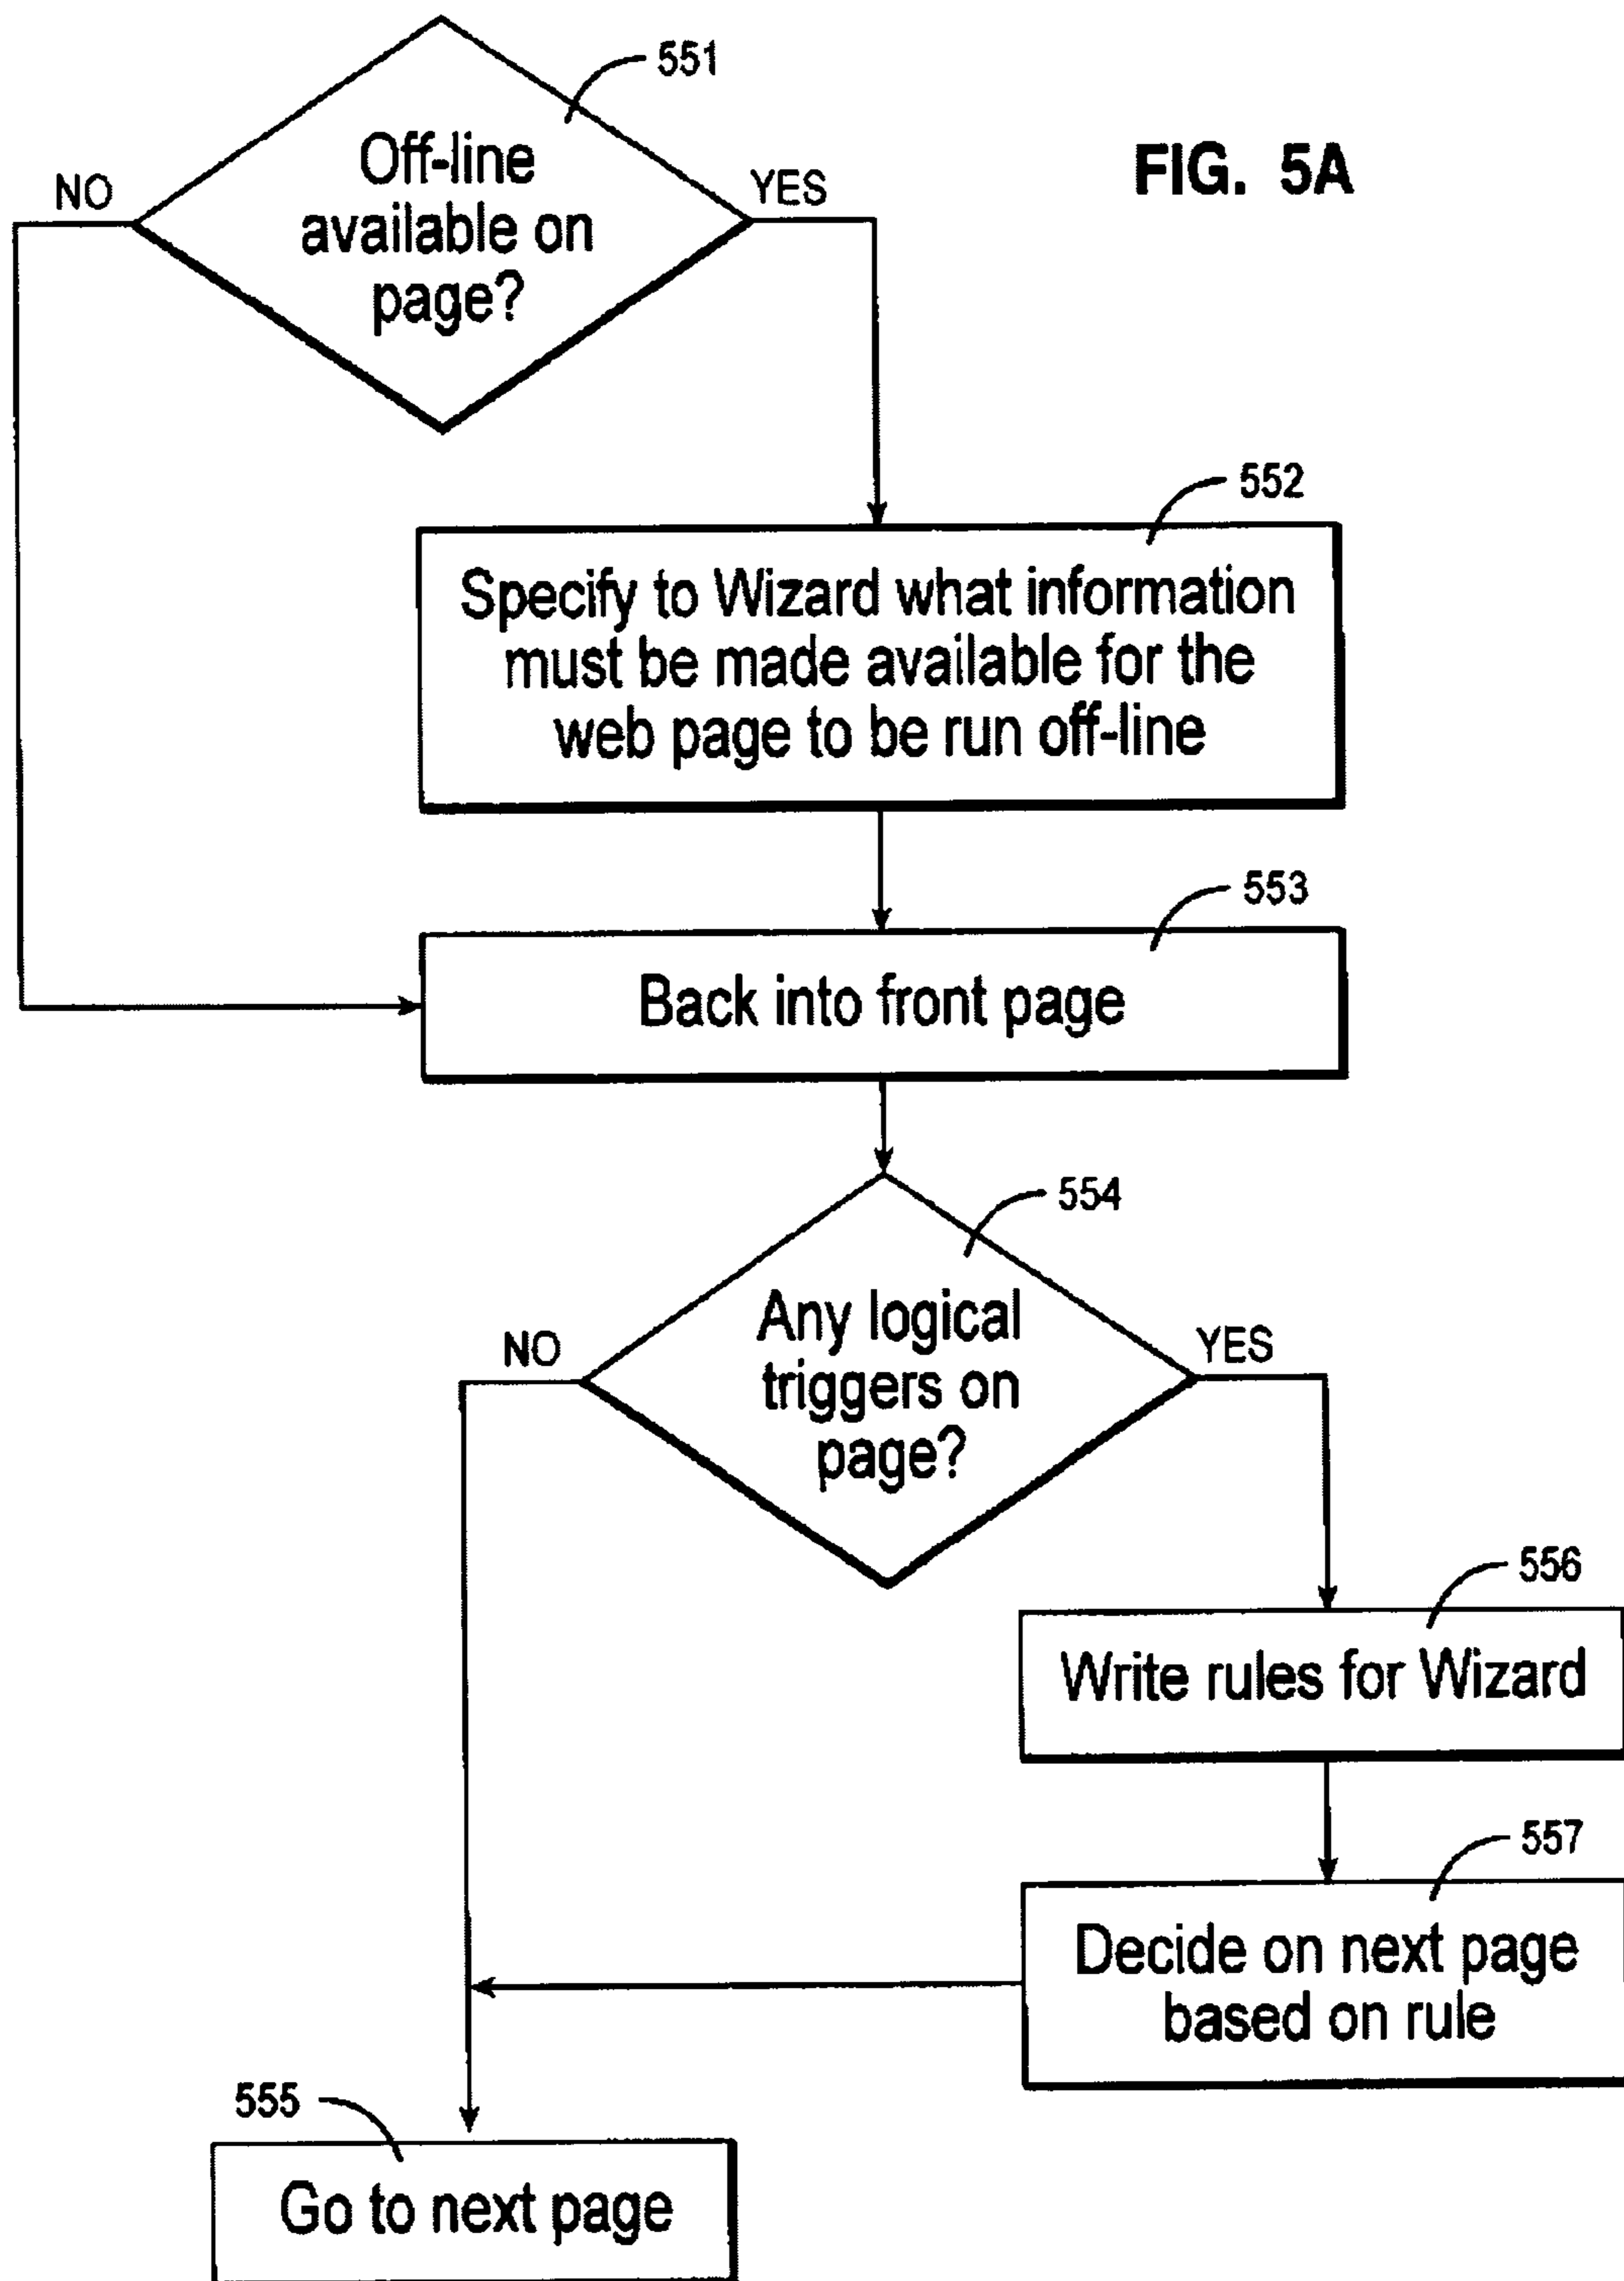 551
FIG. 5A
Off-line
available on
page?
NO
YES
552
Specify to Wizard what information
must be made available for the
web page to be run off-line
553
Back into front page
554
Any logical
triggers on
page?
NO
YES
556
Write rules for Wizard
557
Decide on next page
based on rule
555
Go to next page